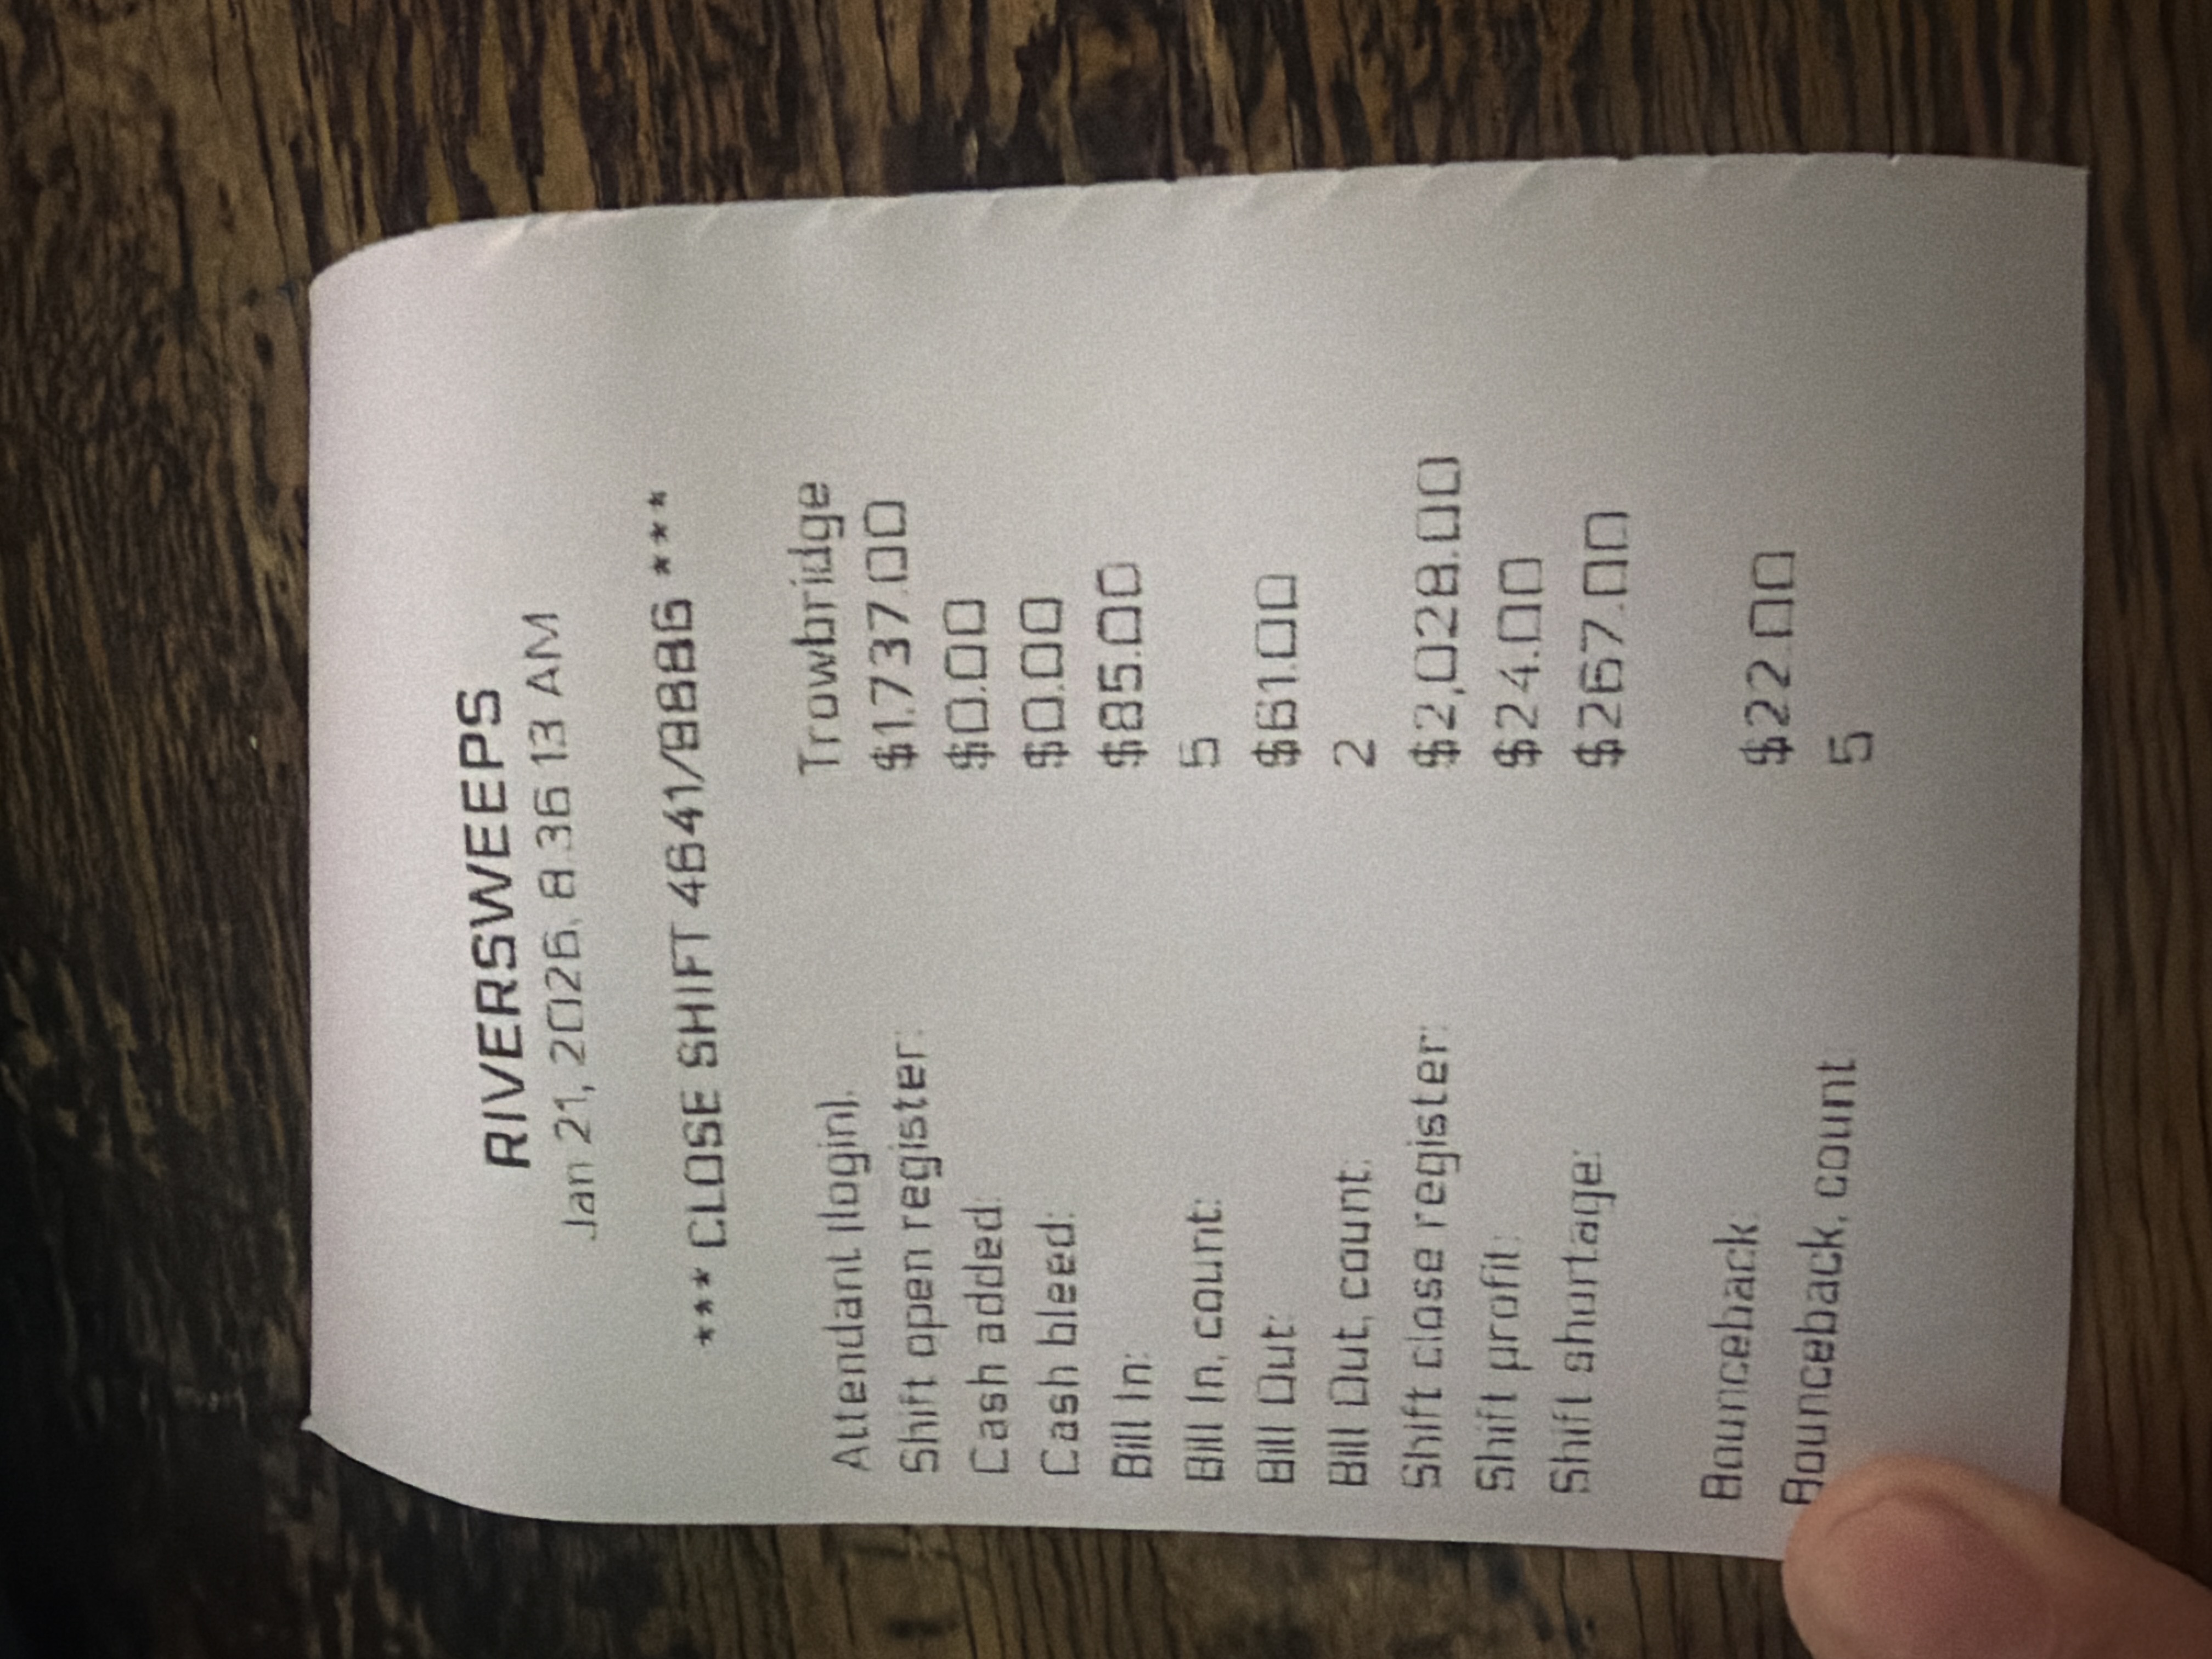 RIVERSWEEPS
Jan 21, 2026, 8:36:13 AM
*** CLOSE SHIFT 4641/9886 ***
Attendant (login): Trowbridge
Shift open register: $1,737.00
Cash added: $0.00
Cash bleed: $0.00
Bill In: $85.00
Bill In, count: 5
Bill Out: $61.00
Bill Out, count: 2
Shift close register: $2,028.00
Shift profit: $24.00
Shift shortage: $267.00
Bounceback: $22.00
Bounceback, count 5